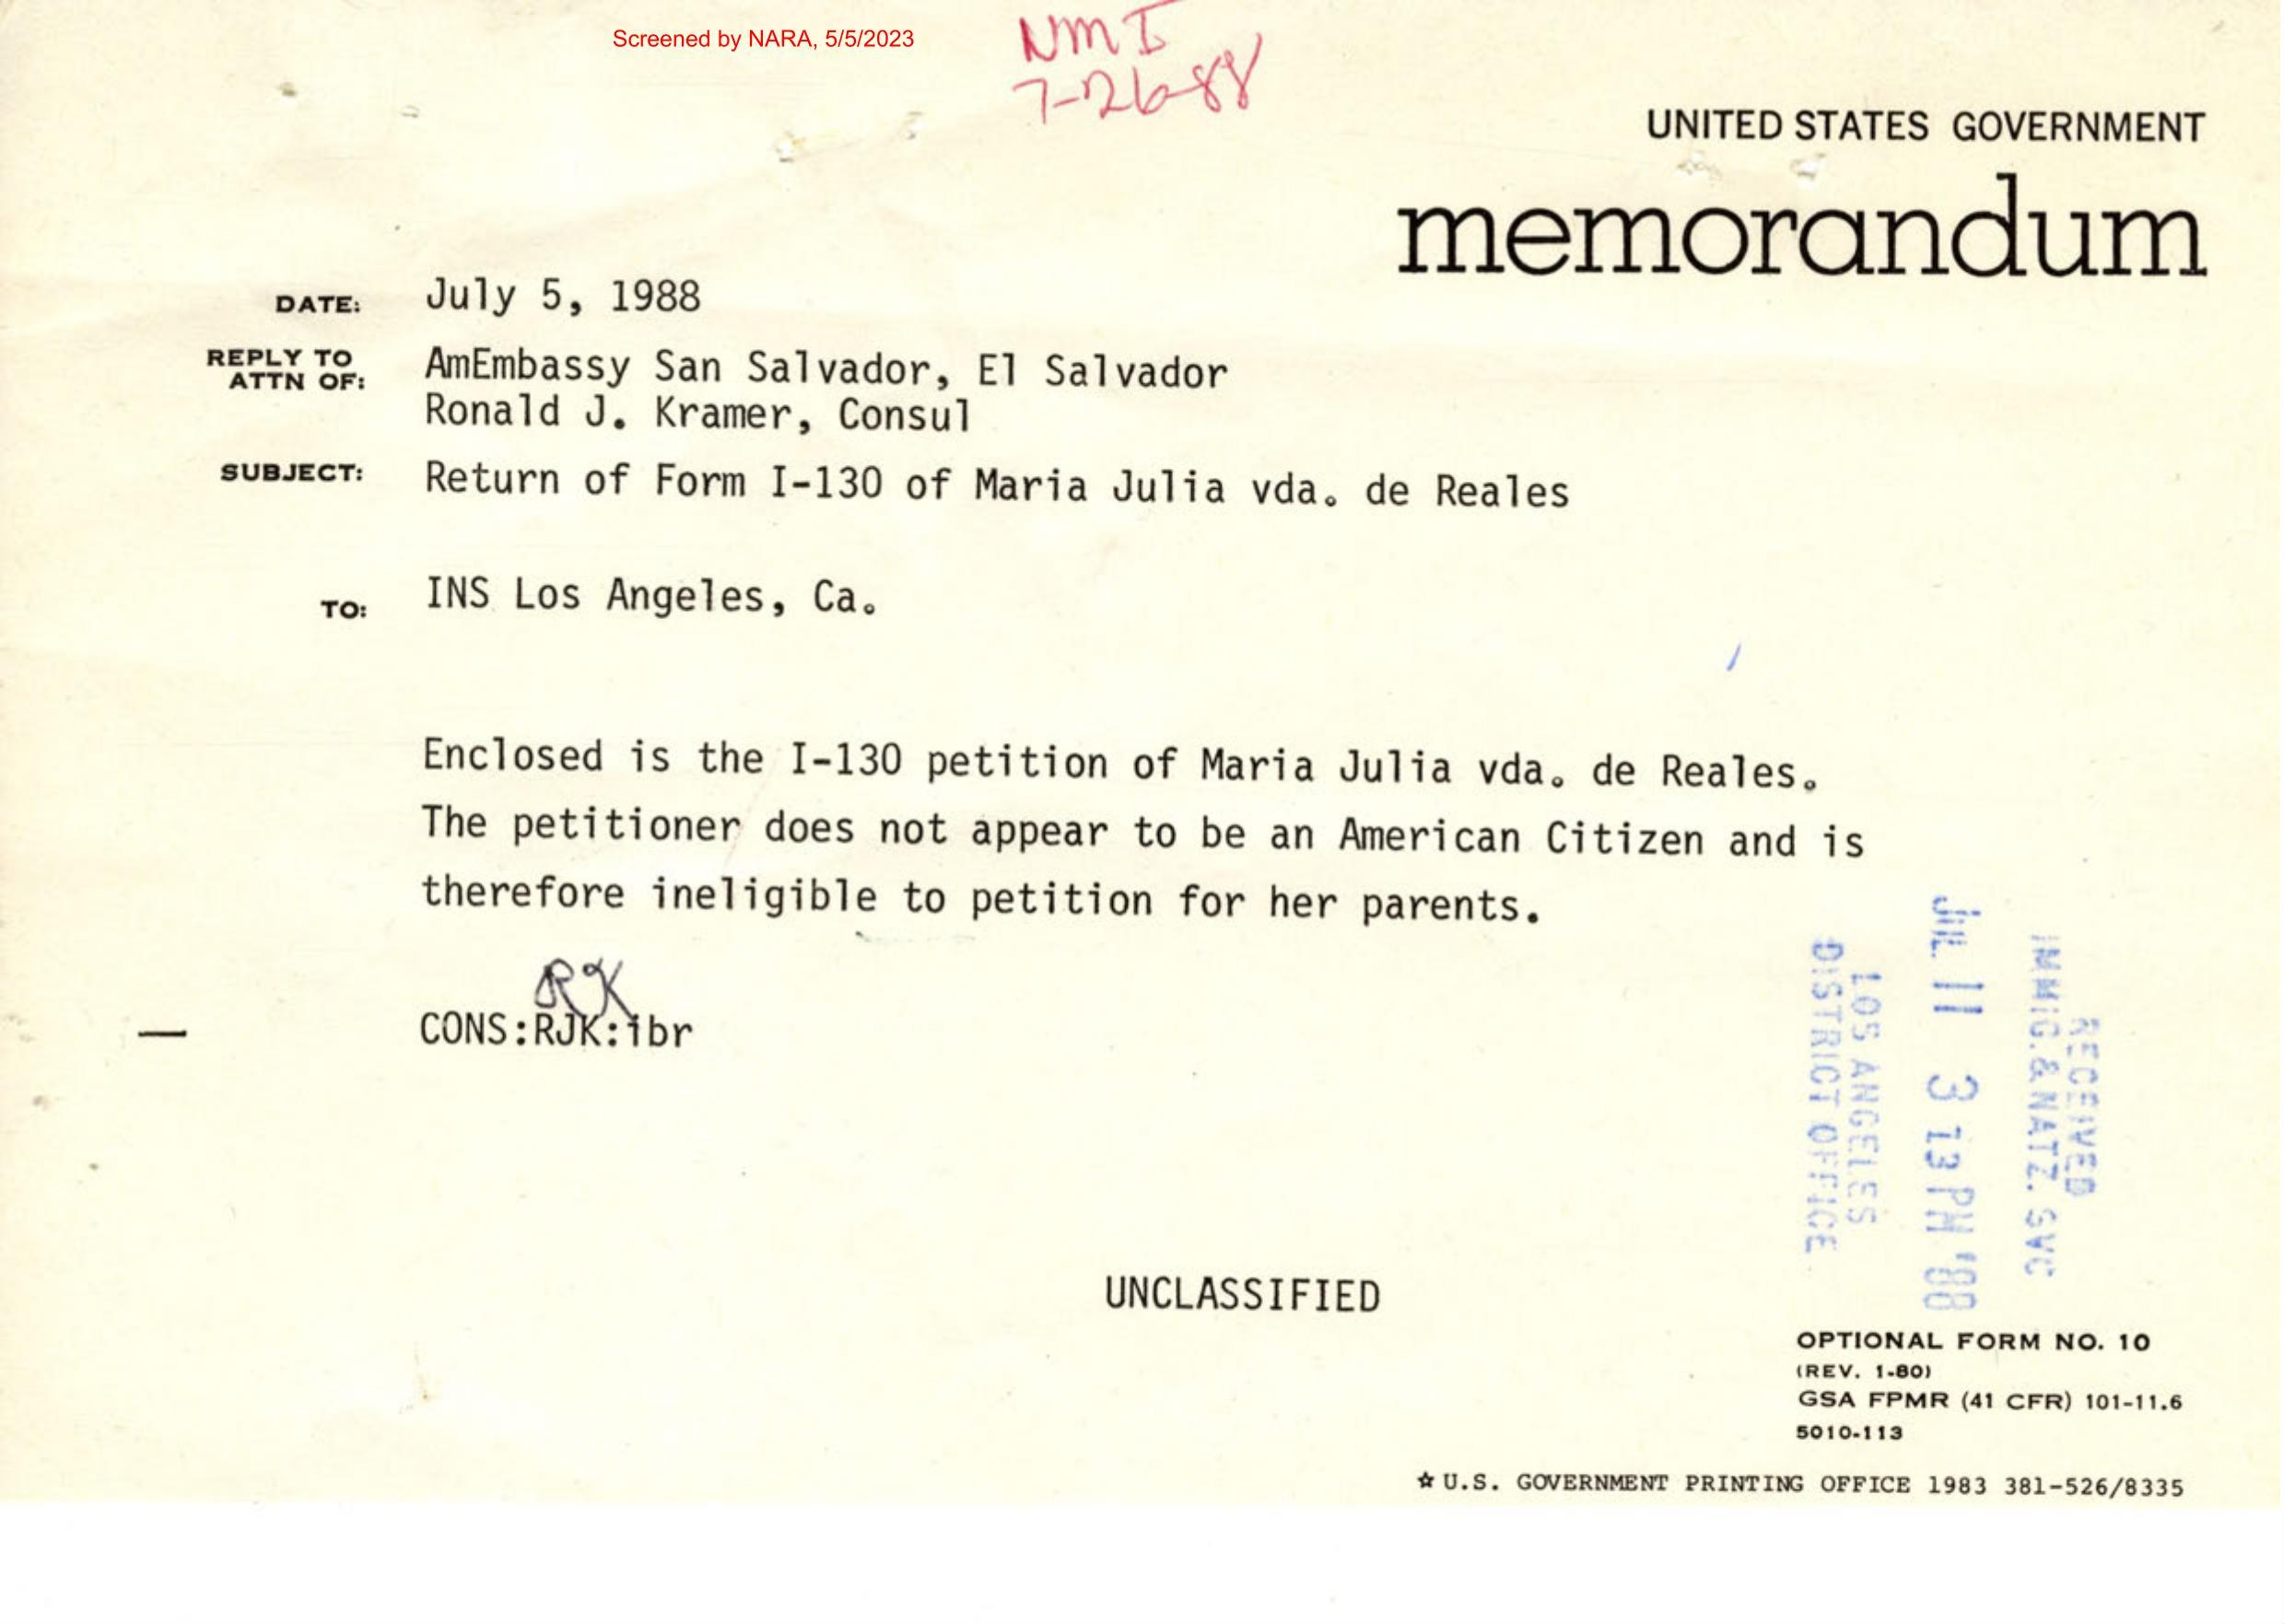 Screened by NARA, 5/5/2023
NMI
7-26-88
UNITED STATES GOVERNMENT
memorandum
DATE: July 5, 1988
REPLY TO
ATTN OF: AmEmbassy San Salvador, El Salvador
Ronald J. Kramer, Consul
SUBJECT: Return of Form I-130 of Maria Julia vda. de Reales
TO: INS Los Angeles, Ca.
Enclosed is the I-130 petition of Maria Julia vda. de Reales.
The petitioner does not appear to be an American Citizen and is
therefore ineligible to petition for her parents.
RK
CONS:RJK:ibr
RECEIVED
IMMIG. & NATZ. SVC
JUL 11 3 13 PM '88
LOS ANGELES
DISTRICT OFFICE
UNCLASSIFIED
OPTIONAL FORM NO. 10
(REV. 1-80)
GSA FPMR (41 CFR) 101-11.6
5010-113
☆ U.S. GOVERNMENT PRINTING OFFICE 1983 381-526/8335